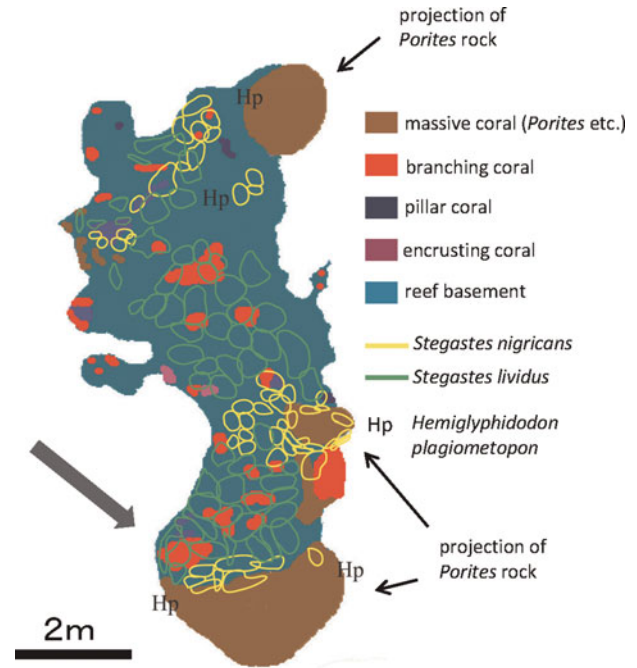 projection of
Porites rock
Hp
massive coral (Porites etc.)
branching coral
Hp
pillar coral
encrusting coral
reef basement
Stegastes nigricans
Stegastes lividus
Hp
Hemiglyphidodon
plagiometopon
projection of
Porites rock
Hp
Hp
2m